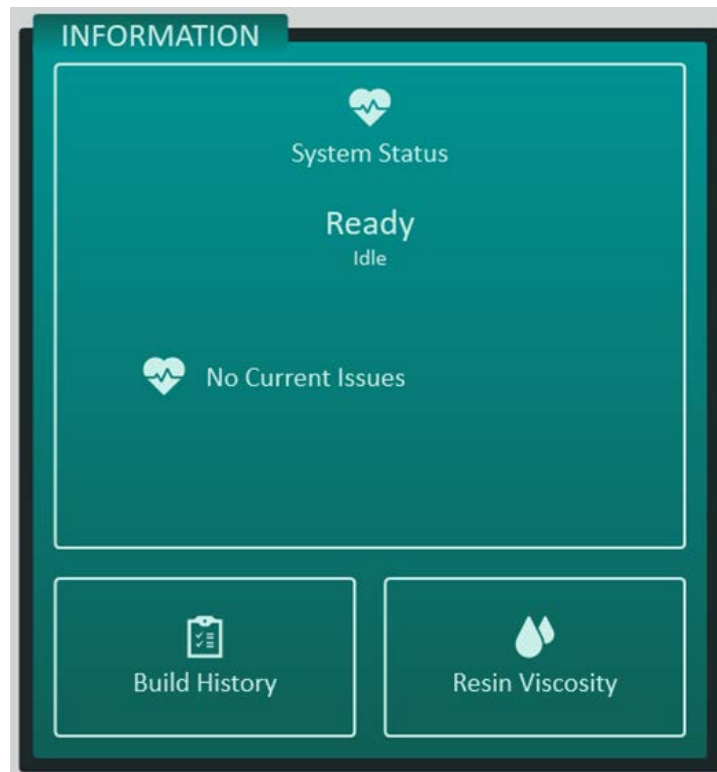 INFORMATION
System Status
Ready
Idle
No Current Issues
Build History
Resin Viscosity